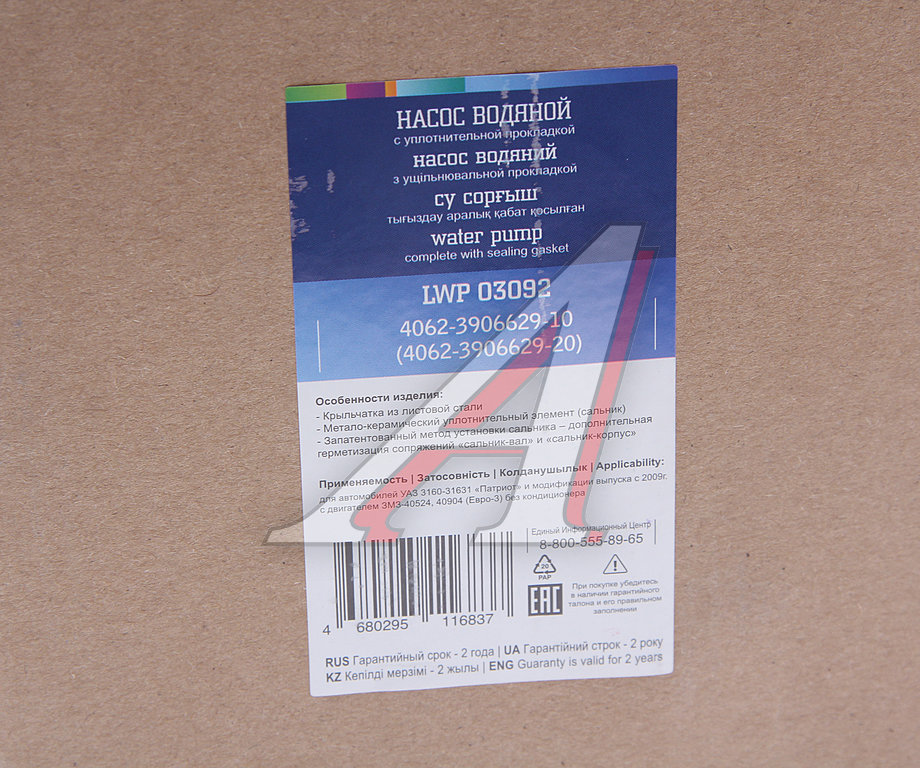 НАСОС ВОДЯНОЙ
с уплотнительной прокладкой
насос водяний
з ущільнювальной прокладкой
су сорғыш
тығыздау аралық қабат қосылған
water pump
complete with sealing gasket
LWP 03092
4062-3906629-10
(4062-3906629-20)
Особенности изделия:
- Крыльчатка из листовой стали
- Метало-керамический уплотнительный элемент (сальник)
- Запатентованный метод установки сальника – дополнительная
герметизация сопряжений «сальник-вал» и «сальник-корпус»
Применяемость | Затосовність | Колданушылык | Applicability:
для автомобилей УАЗ 3160-31631 «Патриот» и модификации выпуска с 2009г.
с двигателем ЗМЗ-40524, 40904 (Евро-3) без кондиционера
Единый Информационный Центр
8-800-555-89-65
20
PAP
EAC
При покупке убедитесь
в наличии гарантийного
талона и его правильном
заполнении
4 680295 116837
RUS Гарантийный срок - 2 года | UA Гарантійний строк - 2 року
KZ Кепілді мерзімі - 2 жылы | ENG Guaranty is valid for 2 years